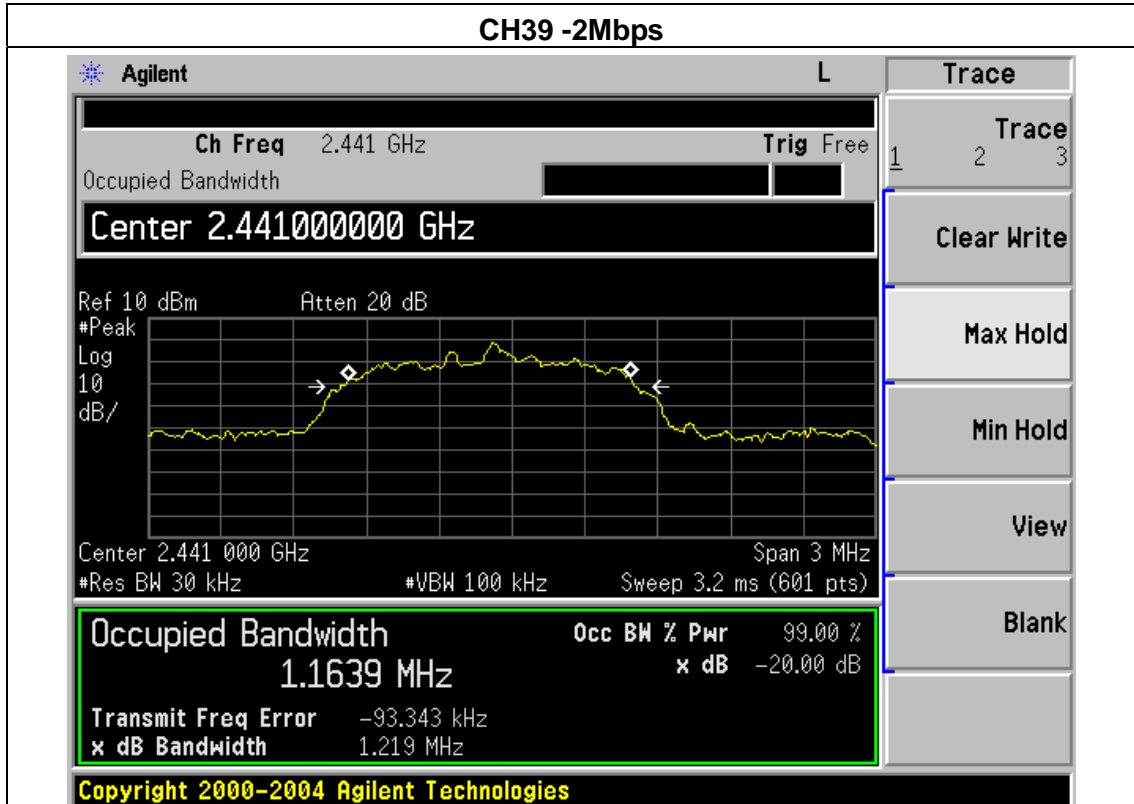 CH39 -2Mbps
Agilent L Trace
Ch Freq 2.441 GHz Trig Free
Occupied Bandwidth
Trace
1 2 3
Center 2.441000000 GHz
Clear Write
Ref 10 dBm Atten 20 dB
#Peak
Log
10
dB/
Max Hold
Min Hold
View
Center 2.441 000 GHz Span 3 MHz
#Res BW 30 kHz #VBW 100 kHz Sweep 3.2 ms (601 pts)
Blank
Occupied Bandwidth Occ BW % Pwr 99.00 %
1.1639 MHz x dB -20.00 dB
Transmit Freq Error -93.343 kHz
x dB Bandwidth 1.219 MHz
Copyright 2000-2004 Agilent Technologies